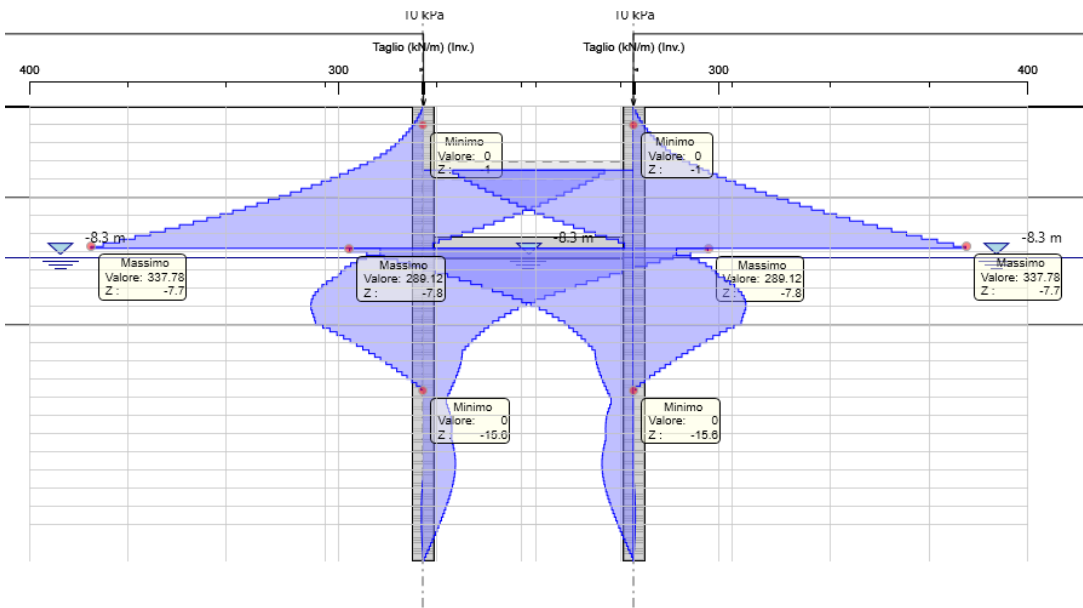 10 kPa
10 kPa
Taglio (kN/m) (Inv.)
Taglio (kN/m) (Inv.)
400
300
300
400
Minimo
Valore: 0
Z : -1
Minimo
Valore: 0
Z : -1
-8.3 m
-8.3 m
-8.3 m
Massimo
Valore: 337.78
Z : -7.7
Massimo
Valore: 289.12
Z : -7.8
Massimo
Valore: 289.12
Z : -7.8
Massimo
Valore: 337.78
Z : -7.7
Minimo
Valore: 0
Z : -15.6
Minimo
Valore: 0
Z : -15.6